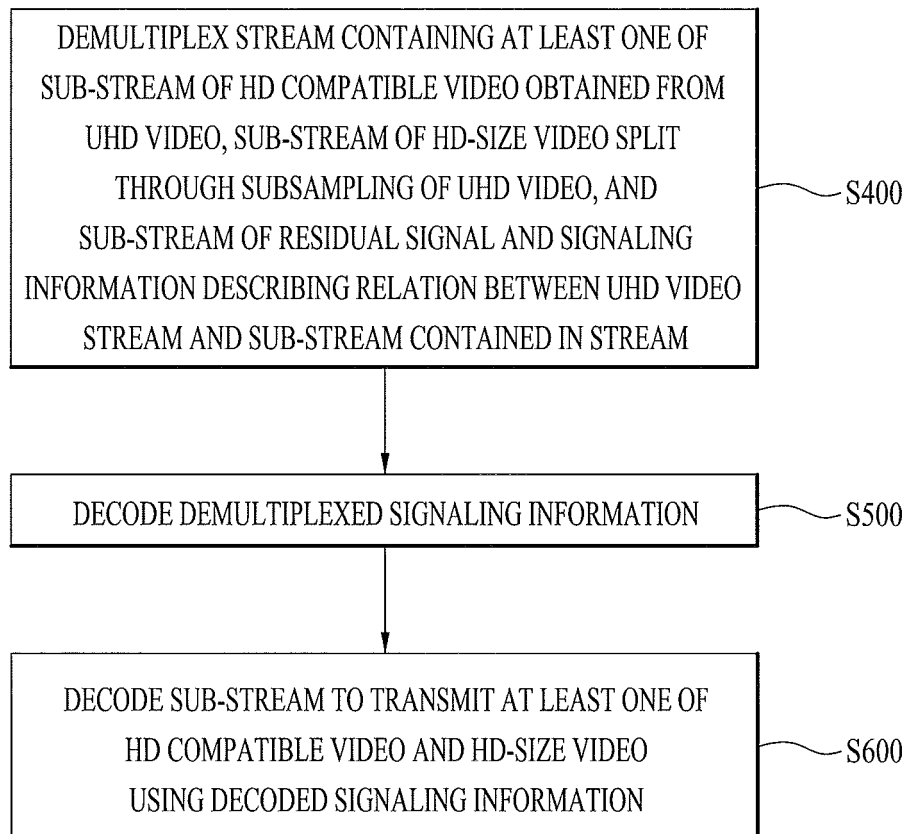 DEMULTIPLEX STREAM CONTAINING AT LEAST ONE OF
SUB-STREAM OF HD COMPATIBLE VIDEO OBTAINED FROM
UHD VIDEO, SUB-STREAM OF HD-SIZE VIDEO SPLIT
THROUGH SUBSAMPLING OF UHD VIDEO, AND
SUB-STREAM OF RESIDUAL SIGNAL AND SIGNALING
INFORMATION DESCRIBING RELATION BETWEEN UHD VIDEO
STREAM AND SUB-STREAM CONTAINED IN STREAM
S400
DECODE DEMULTIPLEXED SIGNALING INFORMATION
S500
DECODE SUB-STREAM TO TRANSMIT AT LEAST ONE OF
HD COMPATIBLE VIDEO AND HD-SIZE VIDEO
USING DECODED SIGNALING INFORMATION
S600